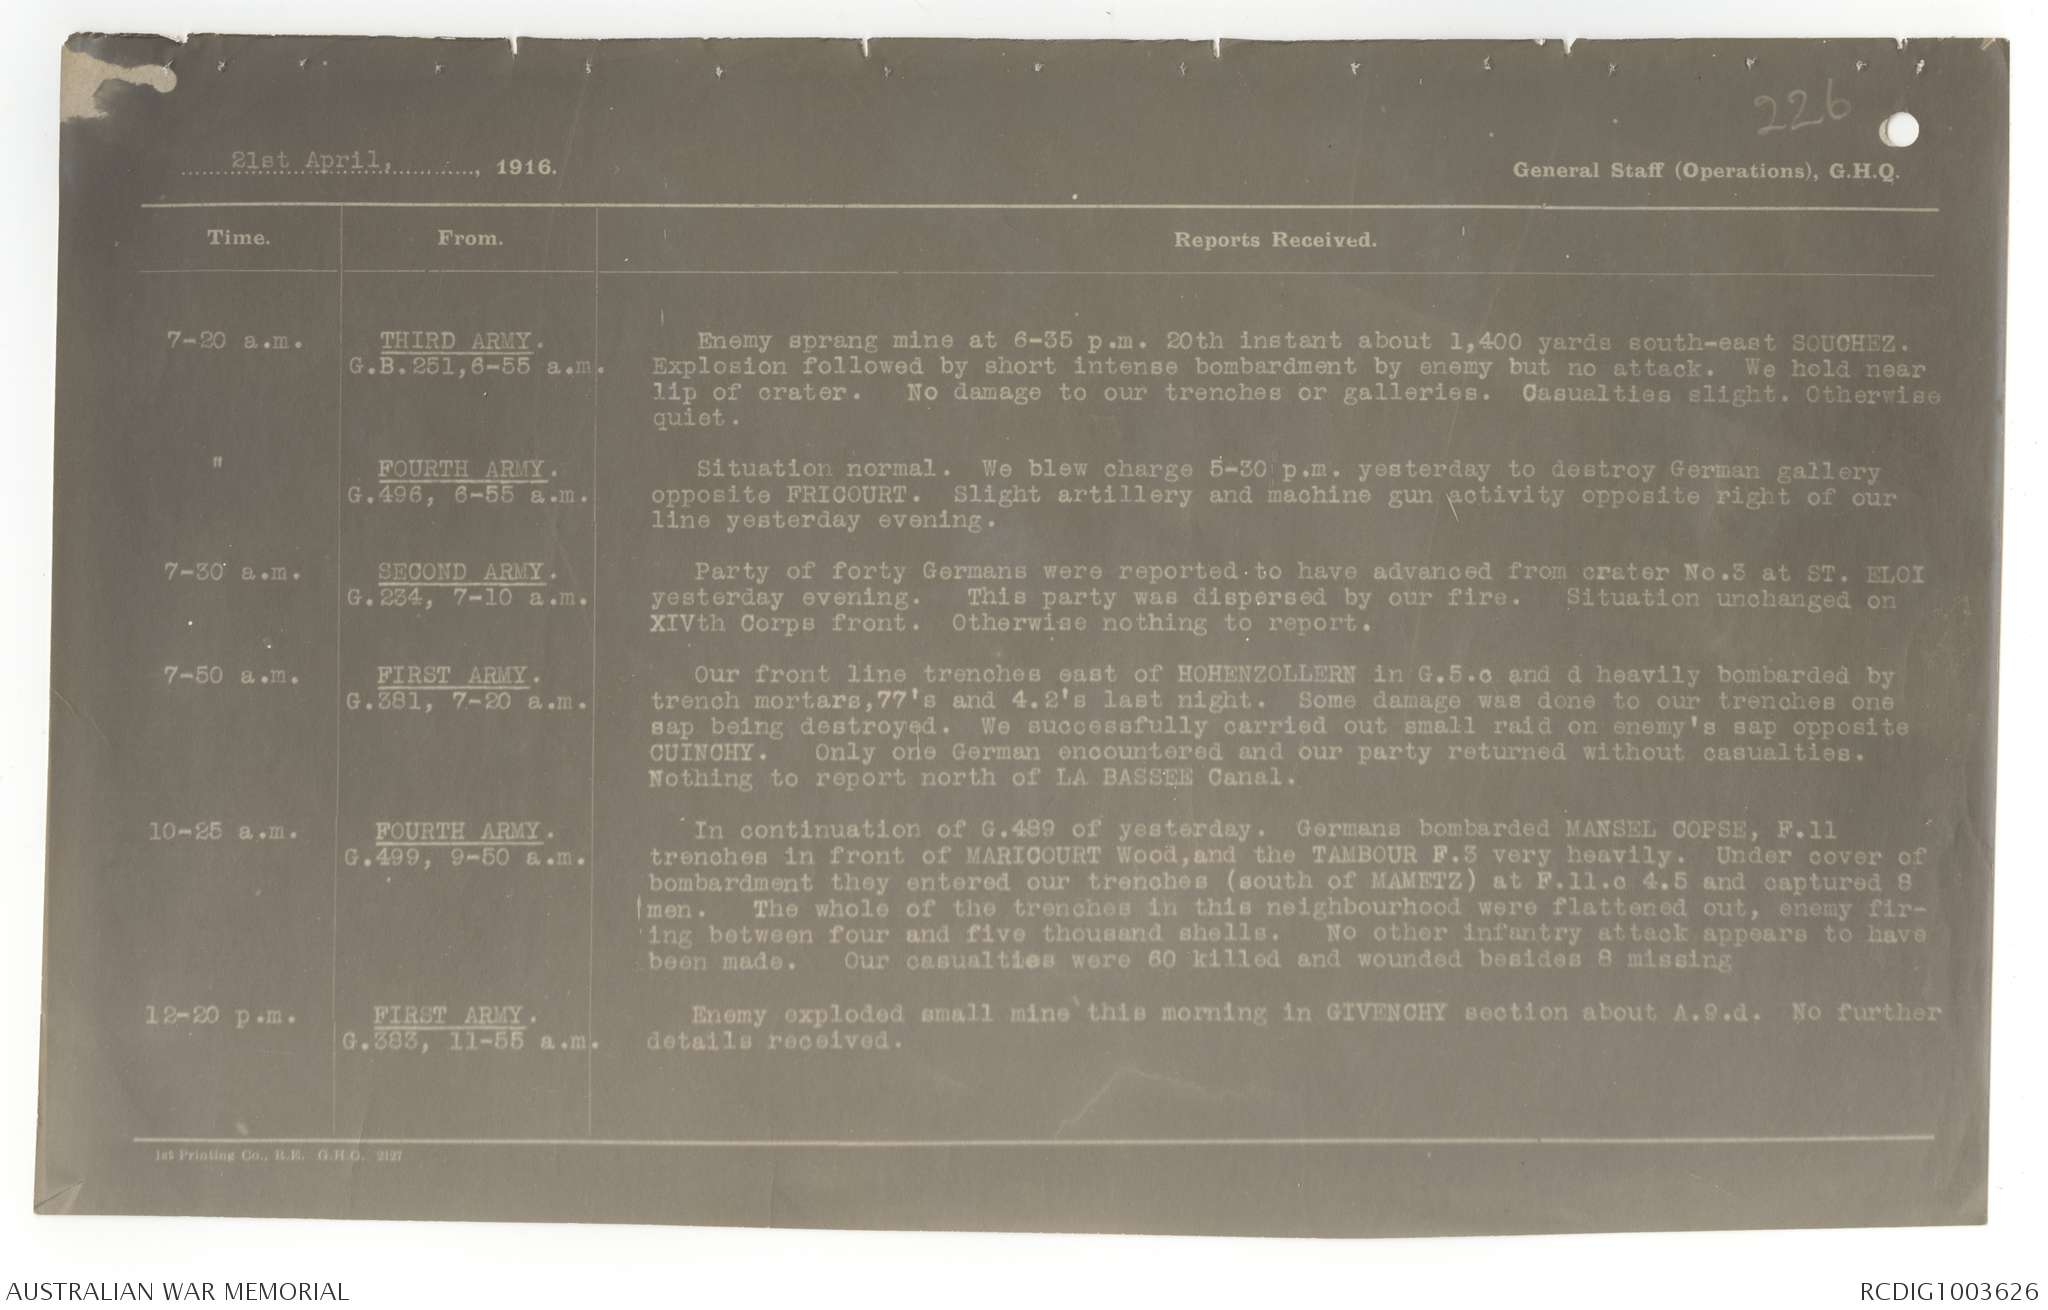 226
21st April, , 1916.
General Staff (Operations), G.H.Q.
Time. From. Reports Received.
7-20 a.m. THIRD ARMY. Enemy sprang mine at 6-35 p.m. 20th instant about 1,400 yards south-east SOUCHEZ.
G.B.251,6-55 a.m. Explosion followed by short intense bombardment by enemy but no attack. We hold near
lip of crater. No damage to our trenches or galleries. Casualties slight. Otherwise
quiet.
" FOURTH ARMY. Situation normal. We blew charge 5-30 p.m. yesterday to destroy German gallery
G.496, 6-55 a.m. opposite FRICOURT. Slight artillery and machine gun activity opposite right of our
line yesterday evening.
7-30 a.m. SECOND ARMY. Party of forty Germans were reported to have advanced from crater No.3 at ST. ELOI
G.234, 7-10 a.m. yesterday evening. This party was dispersed by our fire. Situation unchanged on
XIVth Corps front. Otherwise nothing to report.
7-50 a.m. FIRST ARMY. Our front line trenches east of HOHENZOLLERN in G.5.c and d heavily bombarded by
G.381, 7-20 a.m. trench mortars,77's and 4.2's last night. Some damage was done to our trenches one
sap being destroyed. We successfully carried out small raid on enemy's sap opposite
CUINCHY. Only one German encountered and our party returned without casualties.
Nothing to report north of LA BASSEE Canal.
10-25 a.m. FOURTH ARMY. In continuation of G.489 of yesterday. Germans bombarded MANSEL COPSE, F.11
G.499, 9-50 a.m. trenches in front of MARICOURT Wood,and the TAMBOUR F.3 very heavily. Under cover of
bombardment they entered our trenches (south of MAMETZ) at F.11.c 4.5 and captured 8
men. The whole of the trenches in this neighbourhood were flattened out, enemy fir-
ing between four and five thousand shells. No other infantry attack appears to have
been made. Our casualties were 60 killed and wounded besides 8 missing
12-20 p.m. FIRST ARMY. Enemy exploded small mine this morning in GIVENCHY section about A.9.d. No further
G.383, 11-55 a.m. details received.
1st Printing Co., R.E. G.H.Q. 2127
AUSTRALIAN WAR MEMORIAL
RCDIG1003626